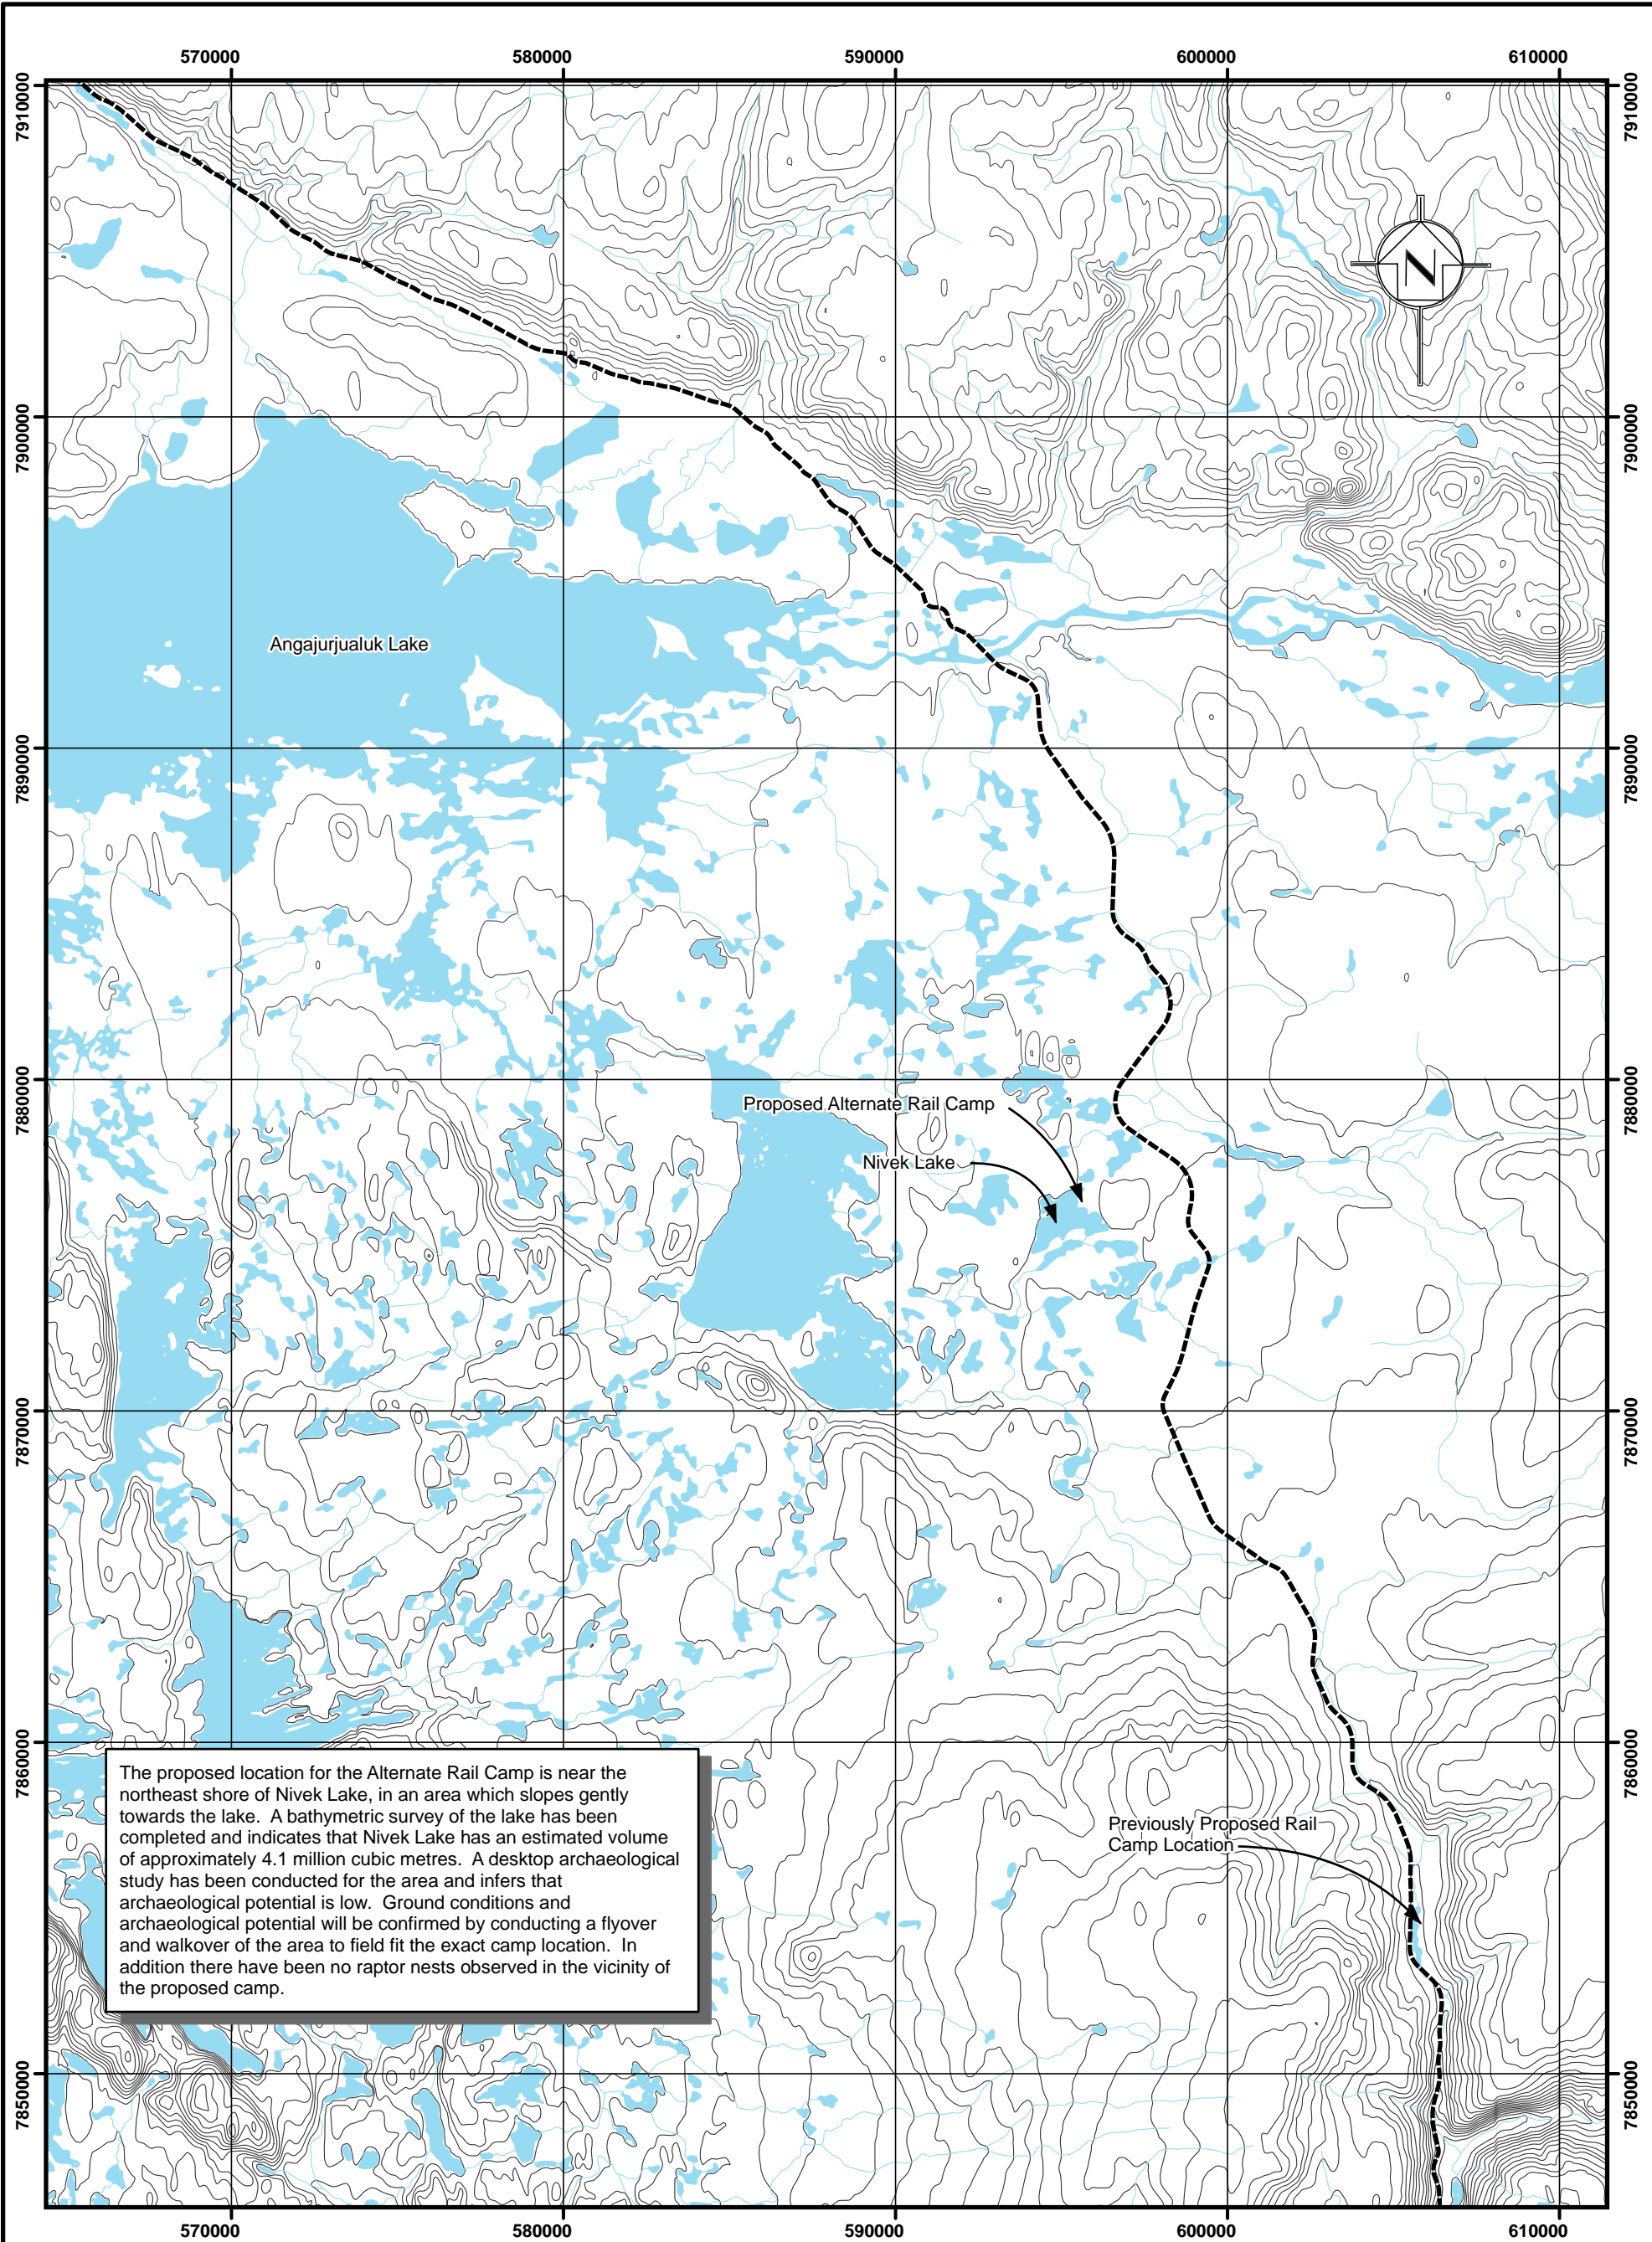 570000 580000 590000 600000 610000
7910000
7910000
N
7900000
7900000
Angajurjualuk Lake
7890000
7890000
7880000
7880000
Proposed Alternate Rail Camp
Nivek Lake
7870000
7870000
7860000
7860000
The proposed location for the Alternate Rail Camp is near the
northeast shore of Nivek Lake, in an area which slopes gently
towards the lake. A bathymetric survey of the lake has been
completed and indicates that Nivek Lake has an estimated volume
of approximately 4.1 million cubic metres. A desktop archaeological
study has been conducted for the area and infers that
archaeological potential is low. Ground conditions and
archaeological potential will be confirmed by conducting a flyover
and walkover of the area to field fit the exact camp location. In
addition there have been no raptor nests observed in the vicinity of
the proposed camp.
Previously Proposed Rail
Camp Location
7850000
7850000
570000 580000 590000 600000 610000